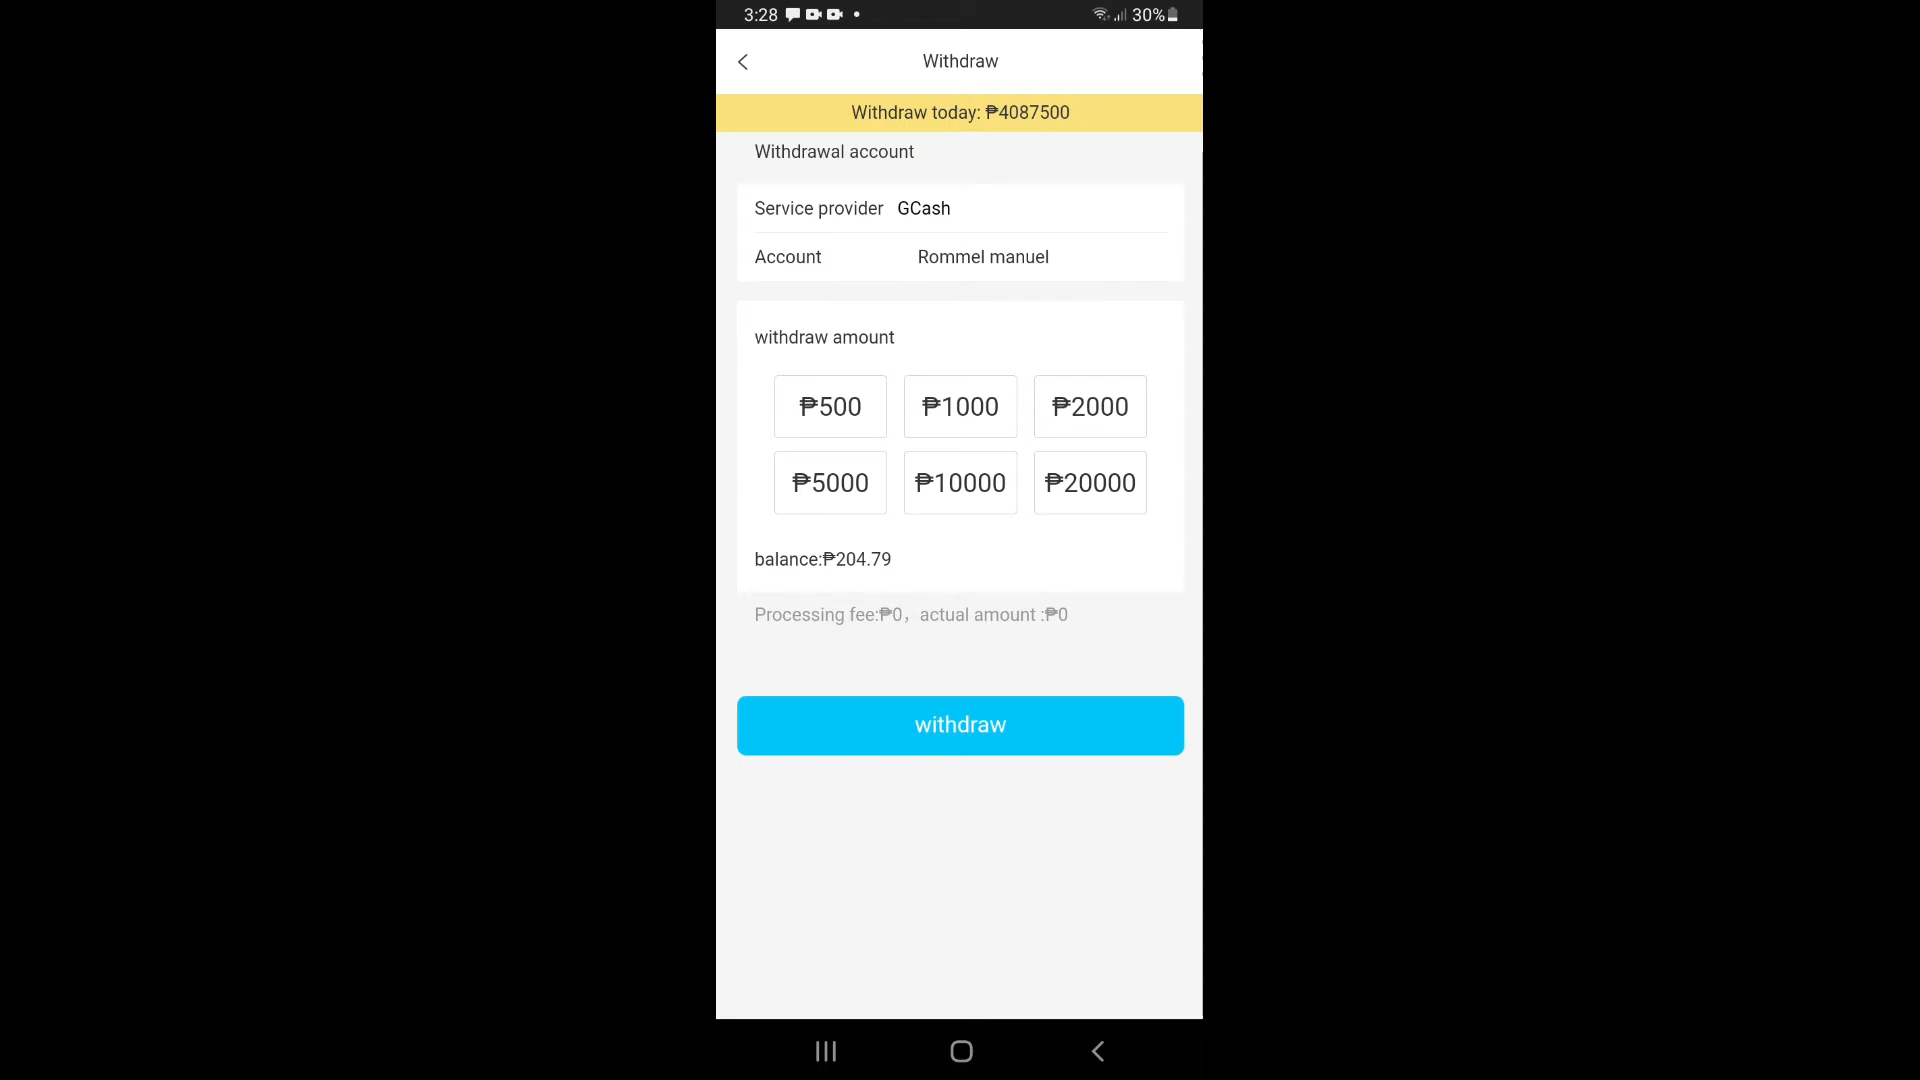 3:28 30%
Withdraw
Withdraw today: ₱4087500
Withdrawal account
Service provider GCash
Account Rommel manuel
withdraw amount
₱500 ₱1000 ₱2000
₱5000 ₱10000 ₱20000
balance:₱204.79
Processing fee:₱0，actual amount :₱0
withdraw